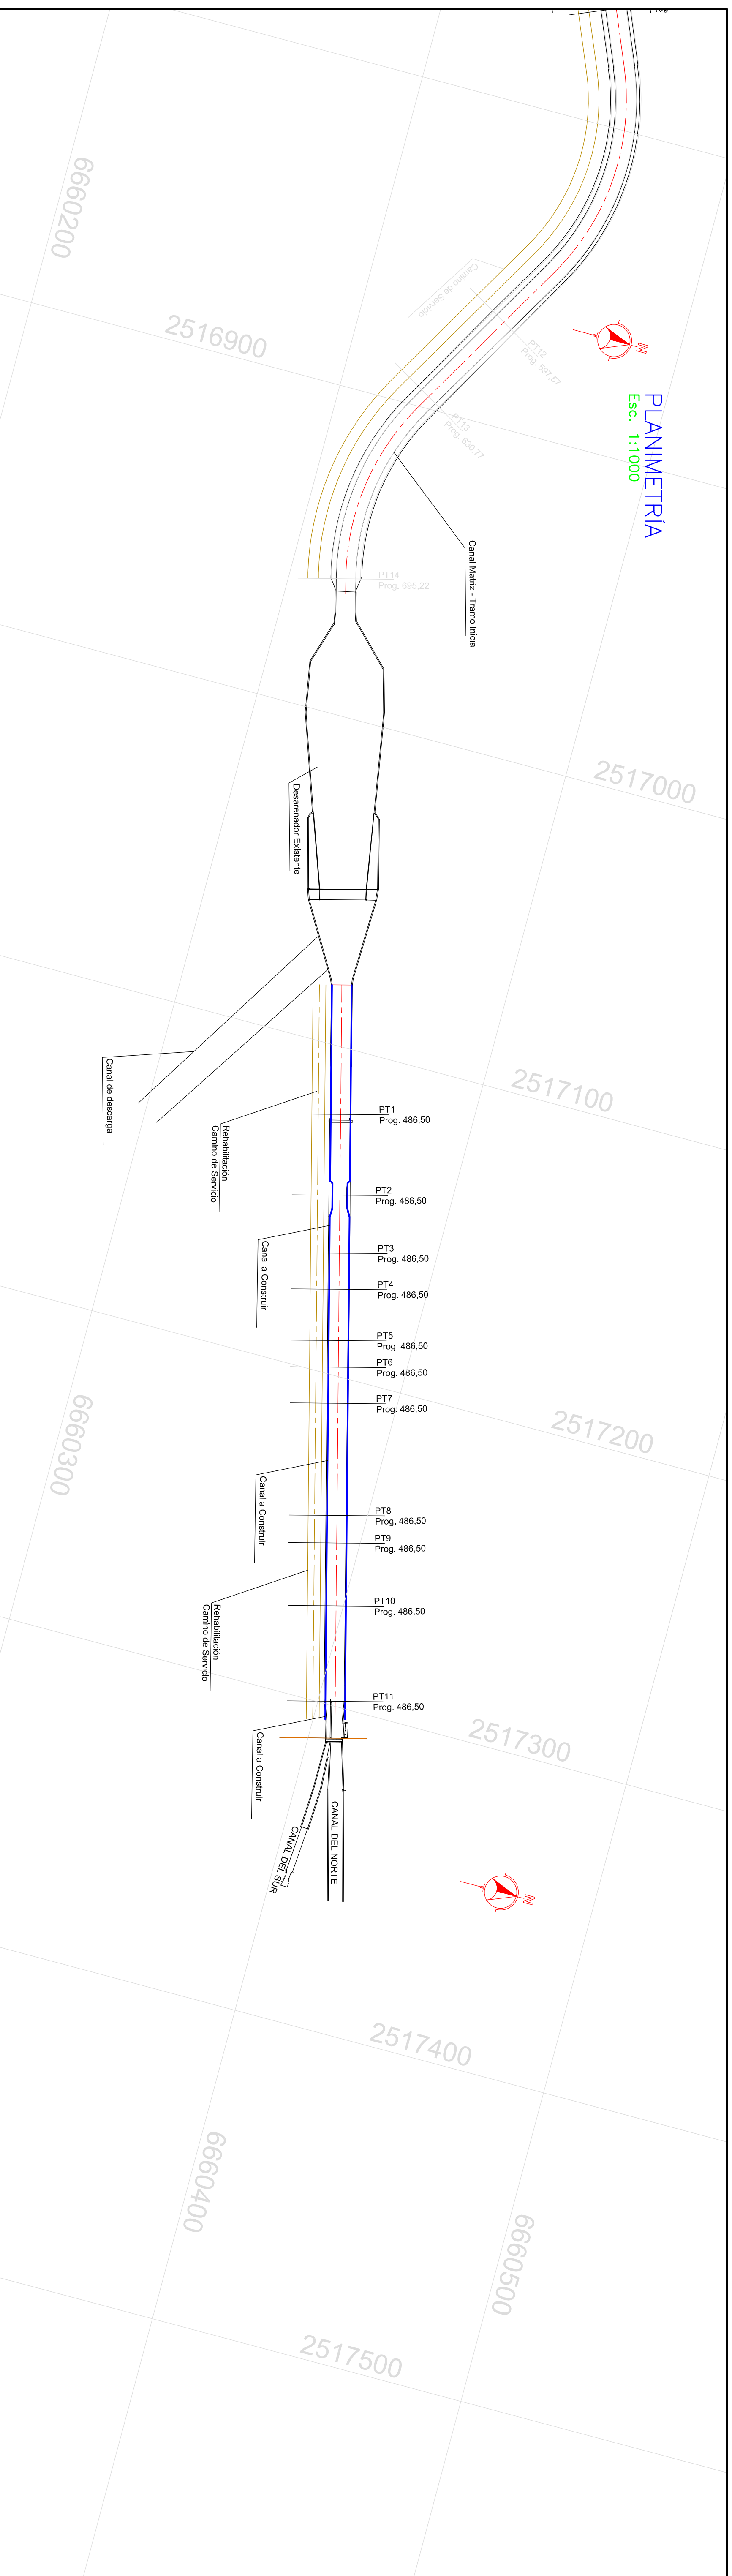 PLANIMETRÍA
Esc. 1:1000
N
6660200
2516900
Camino de Servicio
PT12
Prog. 597,57
PT13
Prog. 630,77
Canal Matriz - Tramo Inicial
PT14
Prog. 695,22
2517000
Desarenador Existente
Canal de descarga
2517100
PT1
Prog. 486,50
Rehabilitación
Camino de Servicio
PT2
Prog. 486,50
PT3
Prog. 486,50
Canal a Construir
PT4
Prog. 486,50
PT5
Prog. 486,50
PT6
Prog. 486,50
PT7
Prog. 486,50
6660300
2517200
Canal a Construir
PT8
Prog. 486,50
PT9
Prog. 486,50
PT10
Prog. 486,50
Rehabilitación
Camino de Servicio
PT11
Prog. 486,50
2517300
Canal a Construir
CANAL DEL NORTE
CANAL DEL SUR
N
2517400
6660400
6660500
2517500